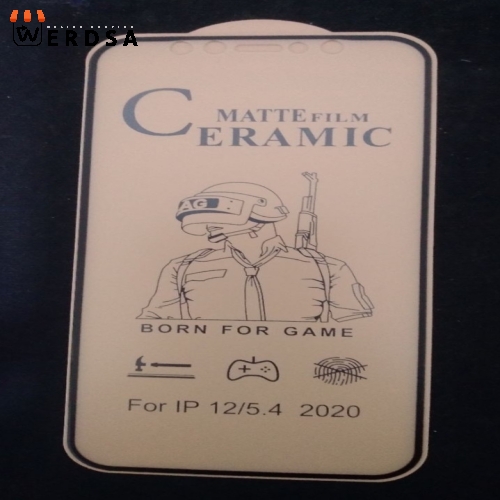 WERDSA
MATTE FILM
CERAMIC
AG
BORN FOR GAME
For IP 12/5.4 2020